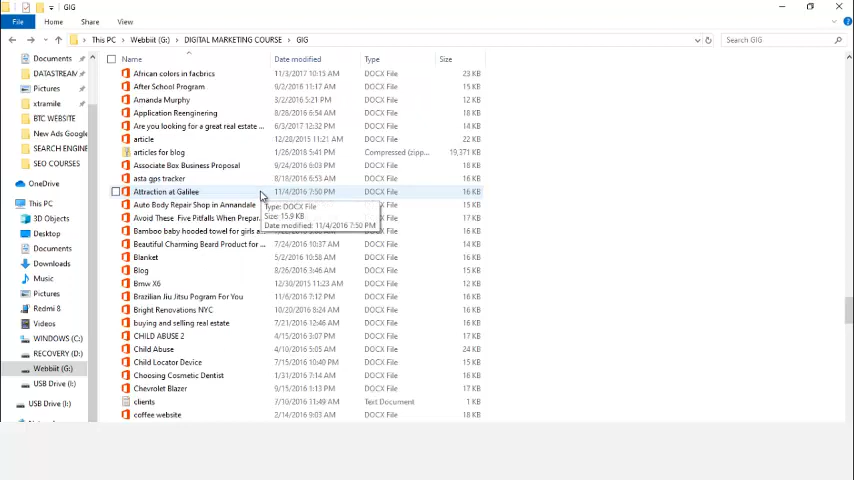 GIG
File Home Share View
This PC Webbiit (G:) DIGITAL MARKETING COURSE GIG Search GIG
Documents
DATASTREAM
Pictures
xtramile
BTC WEBSITE
New Ads Google
SEARCH ENGINE
SEO COURSES
OneDrive
This PC
3D Objects
Desktop
Documents
Downloads
Music
Pictures
Redmi 8
Videos
WINDOWS (C:)
RECOVERY (D:)
Webbiit (G:)
USB Drive (I:)
USB Drive (I:)
Name Date modified Type Size
African colors in facbrics 11/3/2017 10:15 AM DOCX File 23 KB
After School Program 9/2/2016 11:17 AM DOCX File 15 KB
Amanda Murphy 3/2/2016 5:21 PM DOCX File 12 KB
Application Reenginering 8/28/2016 6:54 AM DOCX File 18 KB
Are you looking for a great real estate ... 6/3/2017 12:32 PM DOCX File 14 KB
article 12/28/2015 11:21 AM DOCX File 22 KB
articles for blog 1/26/2018 5:41 PM Compressed (zipp... 19,371 KB
Associate Box Business Proposal 9/24/2016 6:03 PM DOCX File 18 KB
asta gps tracker 8/18/2016 6:53 AM DOCX File 16 KB
Attraction at Galilee 11/4/2016 7:50 PM DOCX File 16 KB
Auto Body Repair Shop in Annandale 15 KB
Avoid These Five Pitfalls When Prepar... 17 KB
Bamboo baby hooded towel for girls a... 16 KB
Type: DOCX File
Size: 15.9 KB
Date modified: 11/4/2016 7:50 PM
Beautiful Charming Beard Product for ... 7/24/2016 10:37 AM DOCX File 14 KB
Blanket 5/2/2016 10:58 AM DOCX File 16 KB
Blog 8/26/2016 3:46 AM DOCX File 15 KB
Bmw X6 12/30/2015 11:23 AM DOCX File 12 KB
Brazilian Jiu Jitsu Pogram For You 11/6/2016 7:12 PM DOCX File 16 KB
Bright Renovations NYC 10/20/2016 8:24 AM DOCX File 16 KB
buying and selling real estate 7/21/2016 12:46 AM DOCX File 16 KB
CHILD ABUSE 2 4/15/2016 3:07 PM DOCX File 14 KB
Child Abuse 4/10/2016 5:05 AM DOCX File 24 KB
Child Locator Device 7/15/2016 10:40 PM DOCX File 15 KB
Choosing Cosmetic Dentist 1/31/2016 7:14 PM DOCX File 16 KB
Chevrolet Blazer 9/15/2016 1:13 PM DOCX File 17 KB
clients 7/10/2016 11:49 AM Text Document 1 KB
coffee website 2/14/2016 9:03 AM DOCX File 18 KB